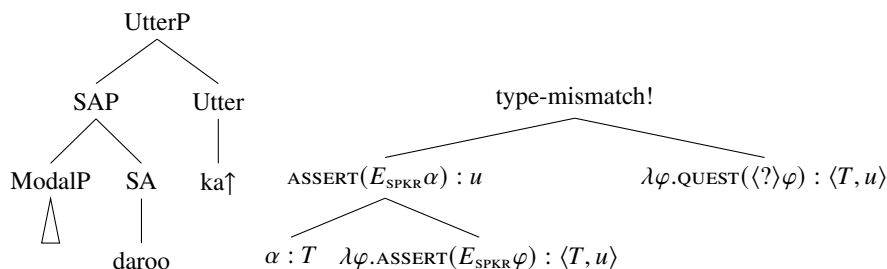 UtterP
SAP Utter type-mismatch!
ModalP SA ka↑ ASSERT(E_SPKR α) : u λφ.QUEST(⟨?⟩φ) : ⟨T, u⟩
daroo α : T λφ.ASSERT(E_SPKR φ) : ⟨T, u⟩